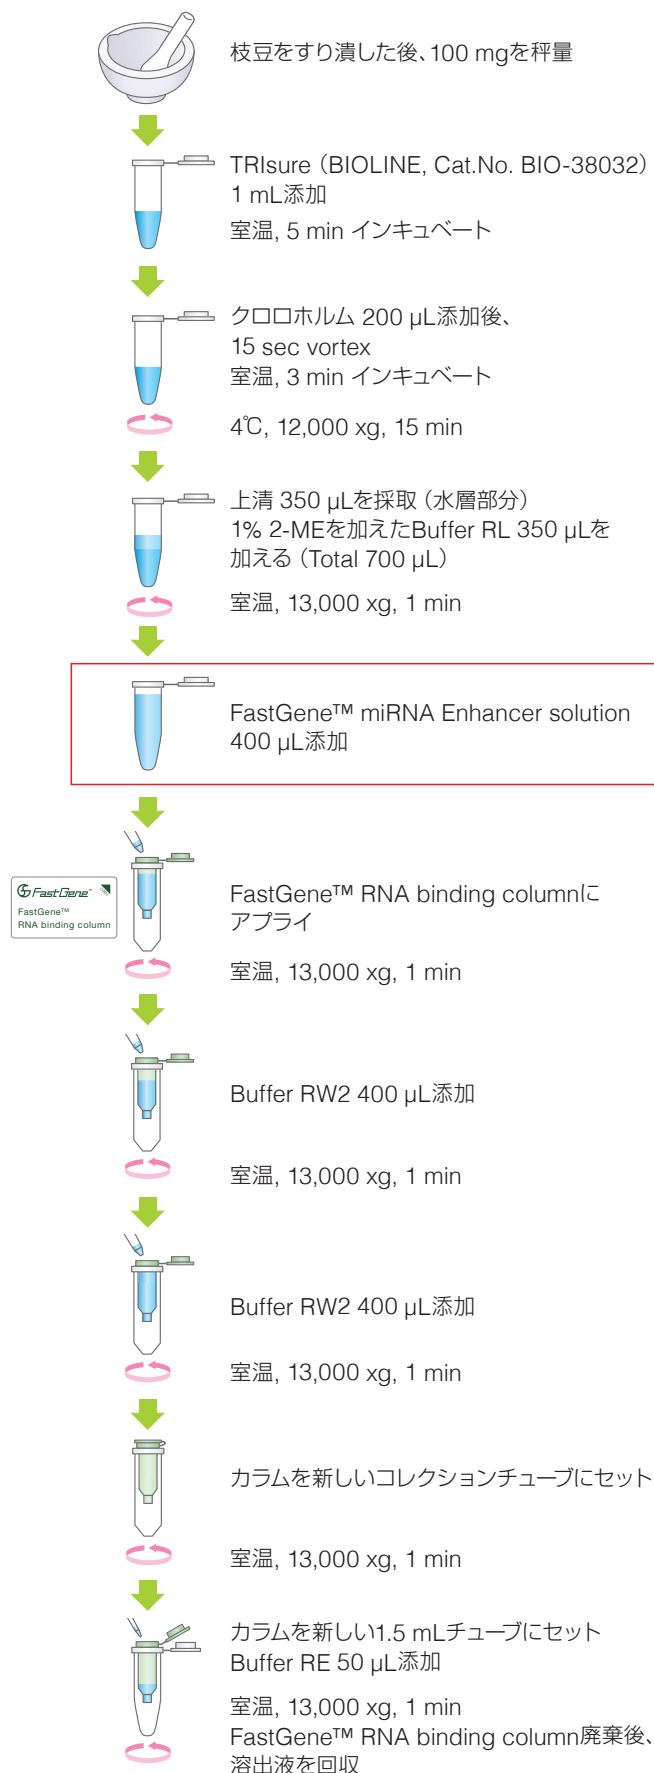 枝豆をすり潰した後、100 mgを秤量
TRIsure（BIOLINE, Cat.No. BIO-38032）
1 mL添加
室温, 5 min インキュベート
クロロホルム 200 µL添加後、
15 sec vortex
室温, 3 min インキュベート
4℃, 12,000 xg, 15 min
上清 350 µLを採取（水層部分）
1% 2-MEを加えたBuffer RL 350 µLを
加える（Total 700 µL）
室温, 13,000 xg, 1 min
FastGene™ miRNA Enhancer solution
400 µL添加
FastGene™
FastGene™
RNA binding column
FastGene™ RNA binding columnに
アプライ
室温, 13,000 xg, 1 min
Buffer RW2 400 µL添加
室温, 13,000 xg, 1 min
Buffer RW2 400 µL添加
室温, 13,000 xg, 1 min
カラムを新しいコレクションチューブにセット
室温, 13,000 xg, 1 min
カラムを新しい1.5 mLチューブにセット
Buffer RE 50 µL添加
室温, 13,000 xg, 1 min
FastGene™ RNA binding column廃棄後、
溶出液を回収